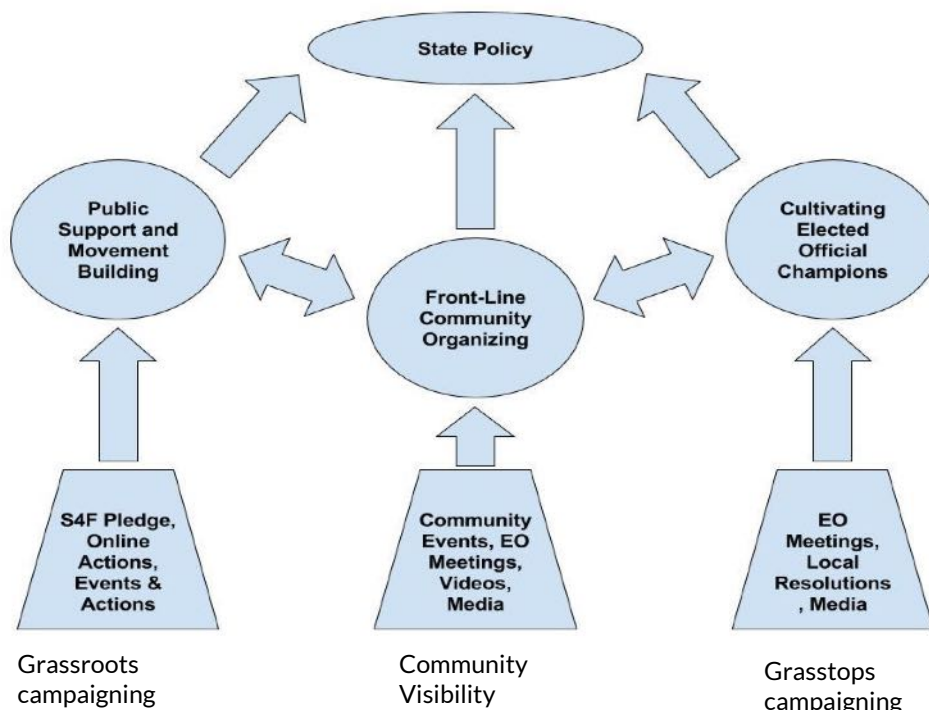 State Policy
Public
Support and
Movement
Building
Cultivating
Elected
Official
Champions
Front-Line
Community
Organizing
S4F Pledge,
Online
Actions,
Events &
Actions
Community
Events, EO
Meetings,
Videos,
Media
EO
Meetings,
Local
Resolutions
, Media
Grassroots
campaigning
Community
Visibility
Grasstops
campaigning